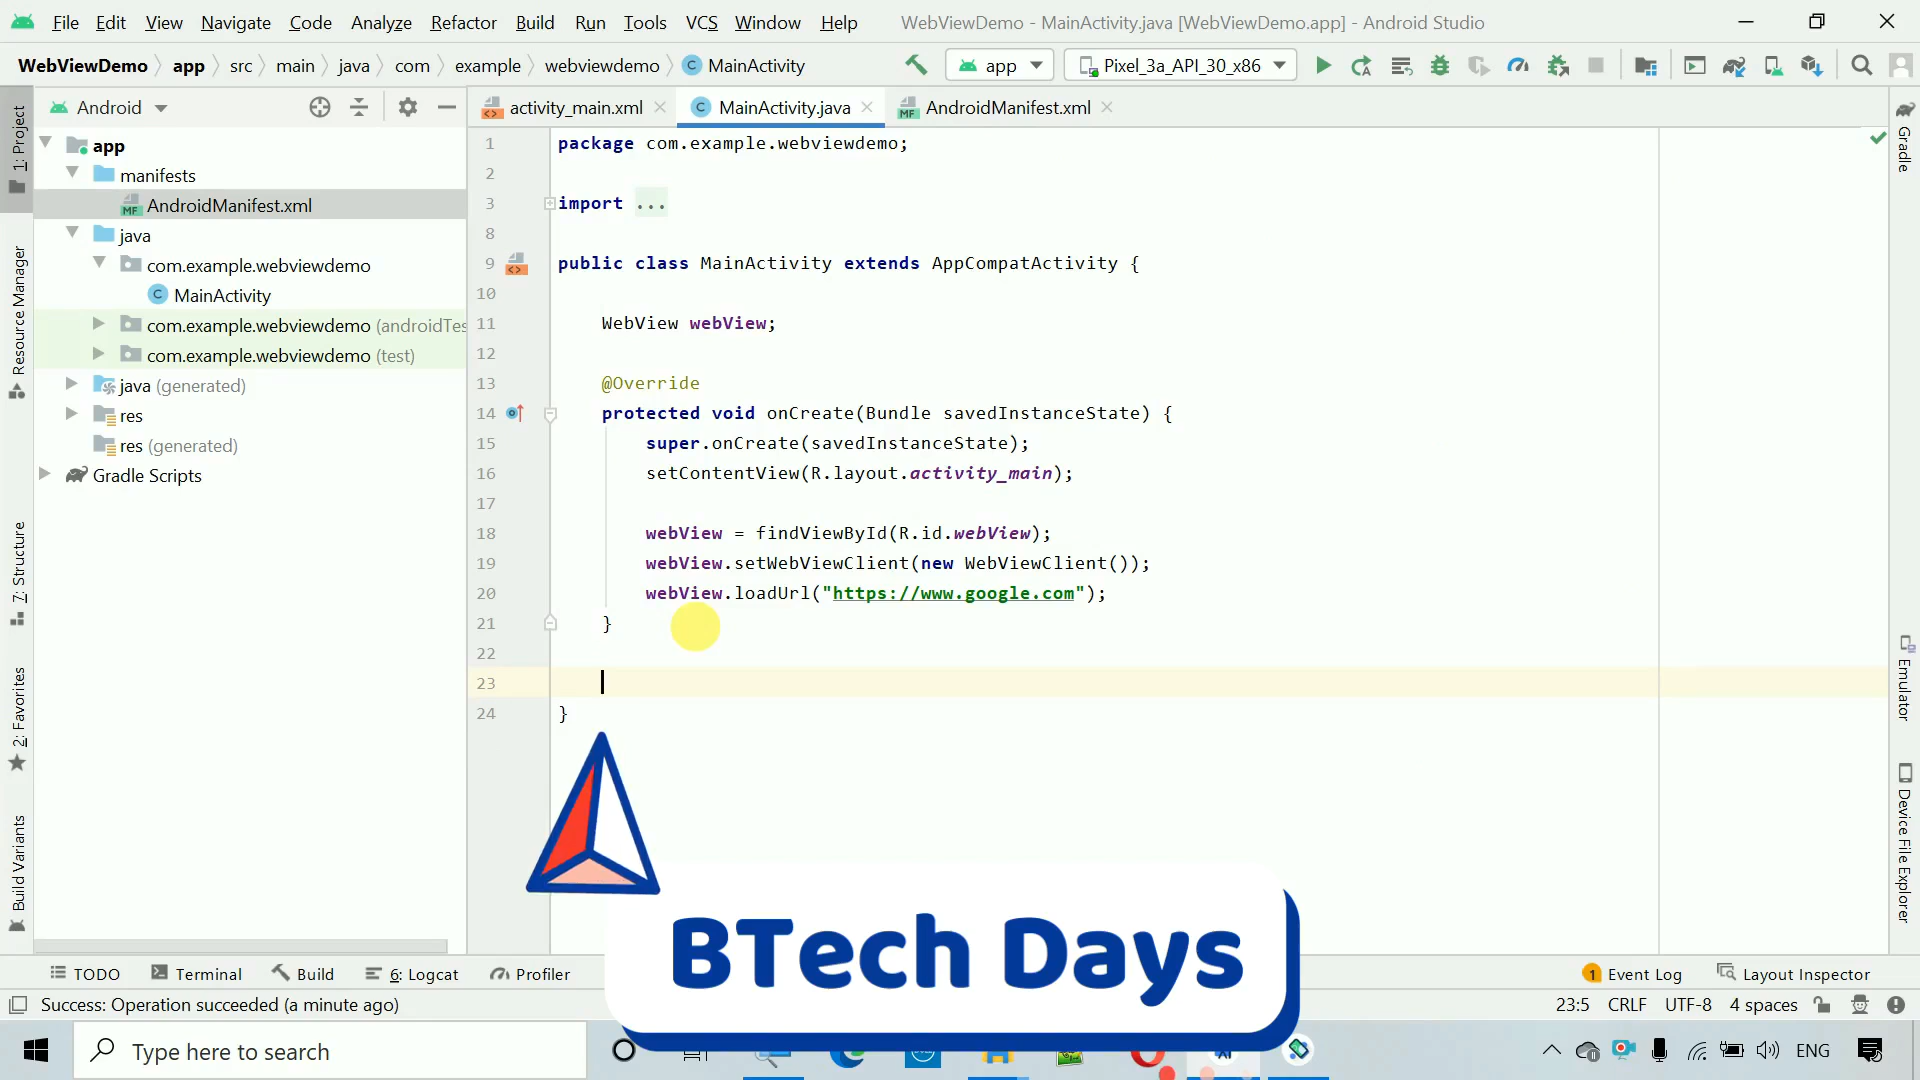 File Edit View Navigate Code Analyze Refactor Build Run Tools VCS Window Help WebViewDemo - MainActivity.java [WebViewDemo.app] - Android Studio
WebViewDemo app src main java com example webviewdemo MainActivity app Pixel_3a_API_30_x86
Android
activity_main.xml MainActivity.java AndroidManifest.xml
1: Project
Resource Manager
7: Structure
2: Favorites
Build Variants
app
manifests
AndroidManifest.xml
java
com.example.webviewdemo
MainActivity
com.example.webviewdemo (androidTes
com.example.webviewdemo (test)
java (generated)
res
res (generated)
Gradle Scripts
1 package com.example.webviewdemo;
2
3 import ...
8
9 public class MainActivity extends AppCompatActivity {
10
11 WebView webView;
12
13 @Override
14 protected void onCreate(Bundle savedInstanceState) {
15 super.onCreate(savedInstanceState);
16 setContentView(R.layout.activity_main);
17
18 webView = findViewById(R.id.webView);
19 webView.setWebViewClient(new WebViewClient());
20 webView.loadUrl("https://www.google.com");
21 }
22
23
24 }
Gradle
Emulator
Device File Explorer
BTech Days
TODO Terminal Build 6: Logcat Profiler Event Log Layout Inspector
Success: Operation succeeded (a minute ago) 23:5 CRLF UTF-8 4 spaces
Type here to search ENG